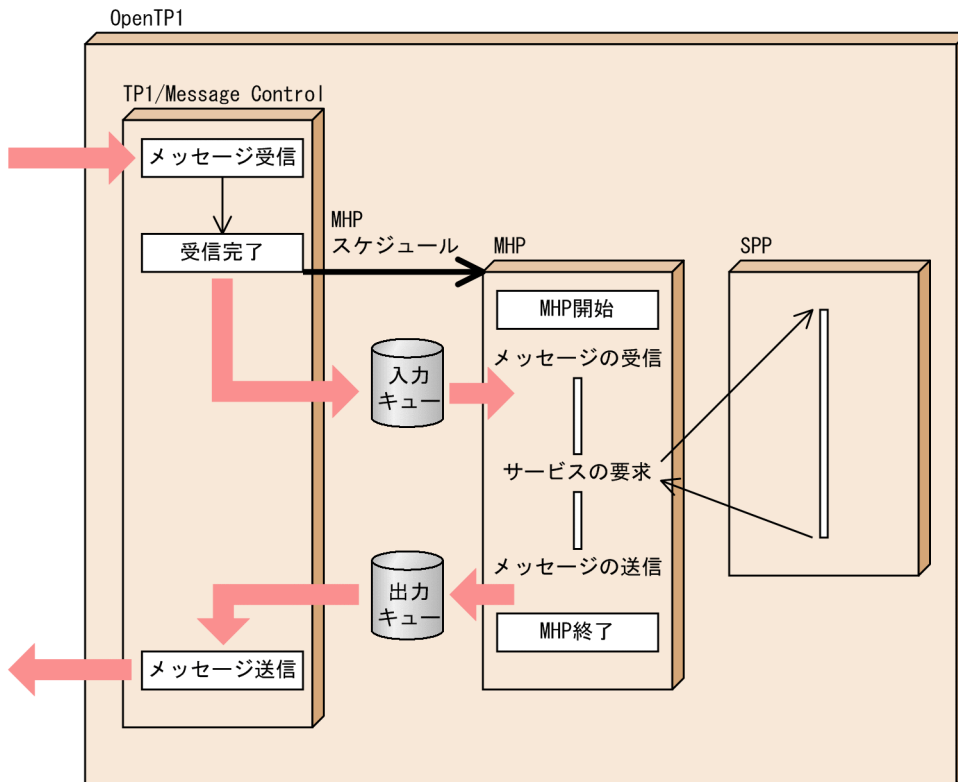 OpenTP1
TP1/Message Control
メッセージ受信
受信完了
MHP
スケジュール
MHP
SPP
MHP開始
メッセージの受信
入力
キュー
サービスの要求
メッセージの送信
出力
キュー
MHP終了
メッセージ送信